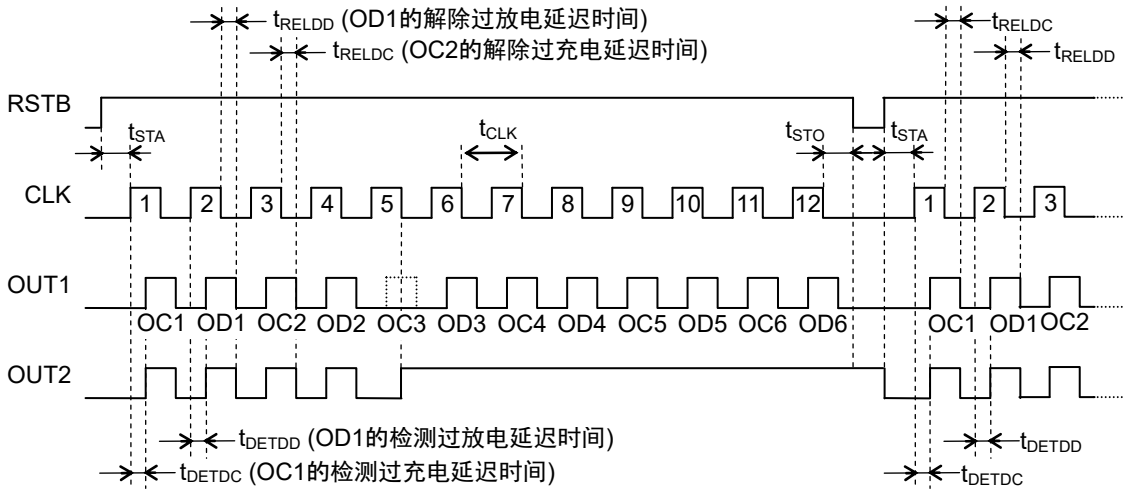 tRELDD (OD1的解除过放电延迟时间)
tRELDC
tRELDC (OC2的解除过充电延迟时间)
tRELDD
RSTB
tSTA
tCLK
tSTO
tSTA
CLK
1 2 3 4 5 6 7 8 9 10 11 12 1 2 3
OUT1
OC1 OD1 OC2 OD2 OC3 OD3 OC4 OD4 OC5 OD5 OC6 OD6 OC1 OD1 OC2
OUT2
tDETDD (OD1的检测过放电延迟时间)
tDETDD
tDETDC (OC1的检测过充电延迟时间)
tDETDC